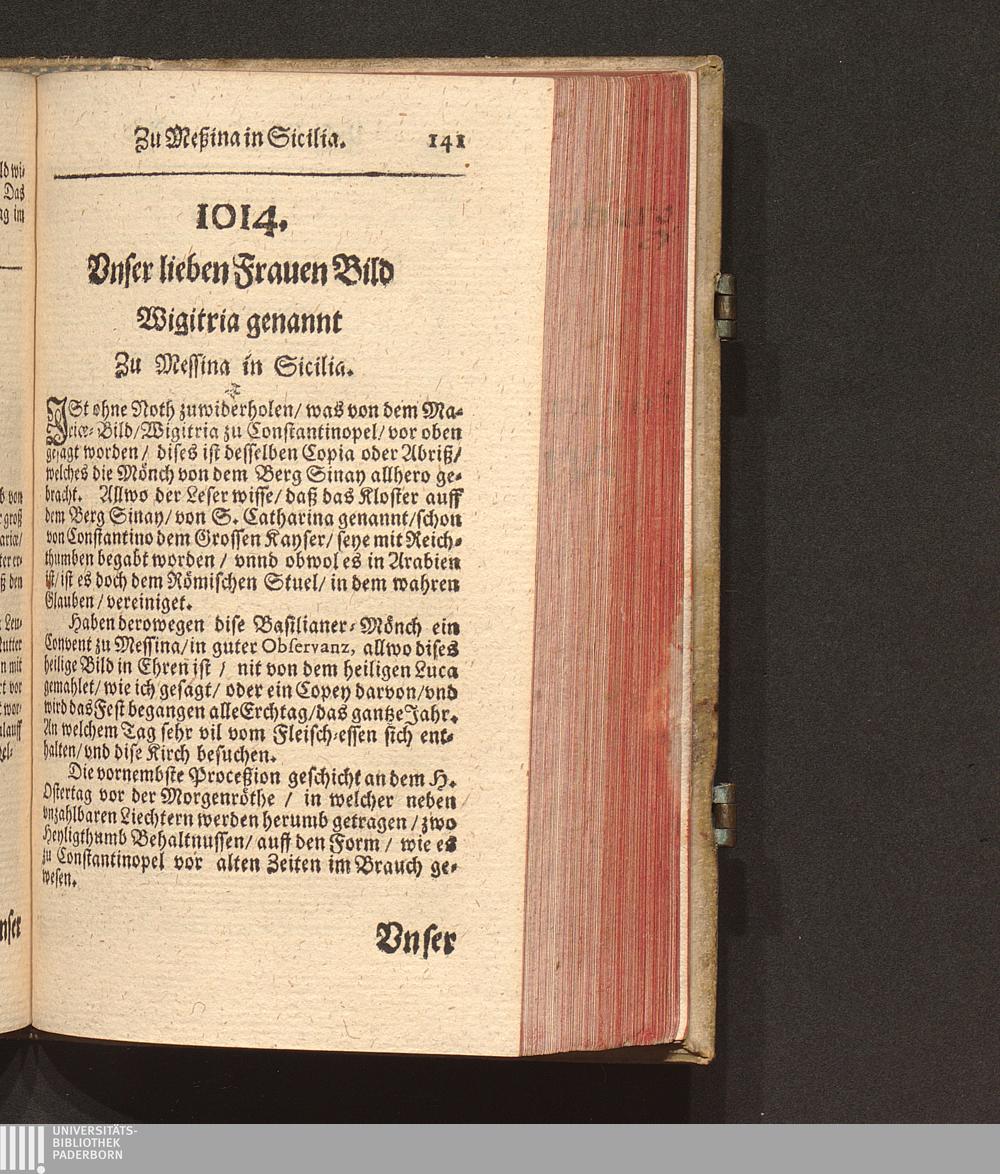 Zu Meßina in Sicilia. 141
1014.
Vnser lieben Frauen Bild
Wigitria genannt
Zu Messina in Sicilia.
ISt ohne Noth zuwiderholen/ was von dem Ma-
riæ-Bild/Wigitria zu Constantinopel/ vor oben
gesagt worden/ dises ist desselben Copia oder Abriß/
welches die Mönch von dem Berg Sinay allhero ge-
bracht. Allwo der Leser wisse/ daß das Kloster auff
dem Berg Sinay/ von S. Catharina genannt/schon
von Constantino dem Grossen Kayser/ seye mit Reich-
thumben begabt worden / vnnd obwol es in Arabien
ist/ist es doch dem Römischen Stuel/ in dem wahren
Glauben/ vereiniget.
Haben derowegen dise Basilianer-Mönch ein
Convent zu Messina/in guter Observanz, allwo dises
heilige Bild in Ehren ist / nit von dem heiligen Luca
gemahlet/ wie ich gesagt/ oder ein Copey darvon/vnd
wird das Fest begangen alle Erchtag/das gantze Jahr.
An welchem Tag sehr vil vom Fleisch-essen sich ent-
halten/ vnd dise Kirch besuchen.
Die vornembste Proceßion geschicht an dem H.
Ostertag vor der Morgenröthe / in welcher neben
vnzahlbaren Liechtern werden herumb getragen / zwo
Heyligthumb Behaltnussen/ auff den Form / wie es
zu Constantinopel vor alten Zeiten im Brauch ge-
wesen.
Vnser
UNIVERSITÄTS-
BIBLIOTHEK
PADERBORN